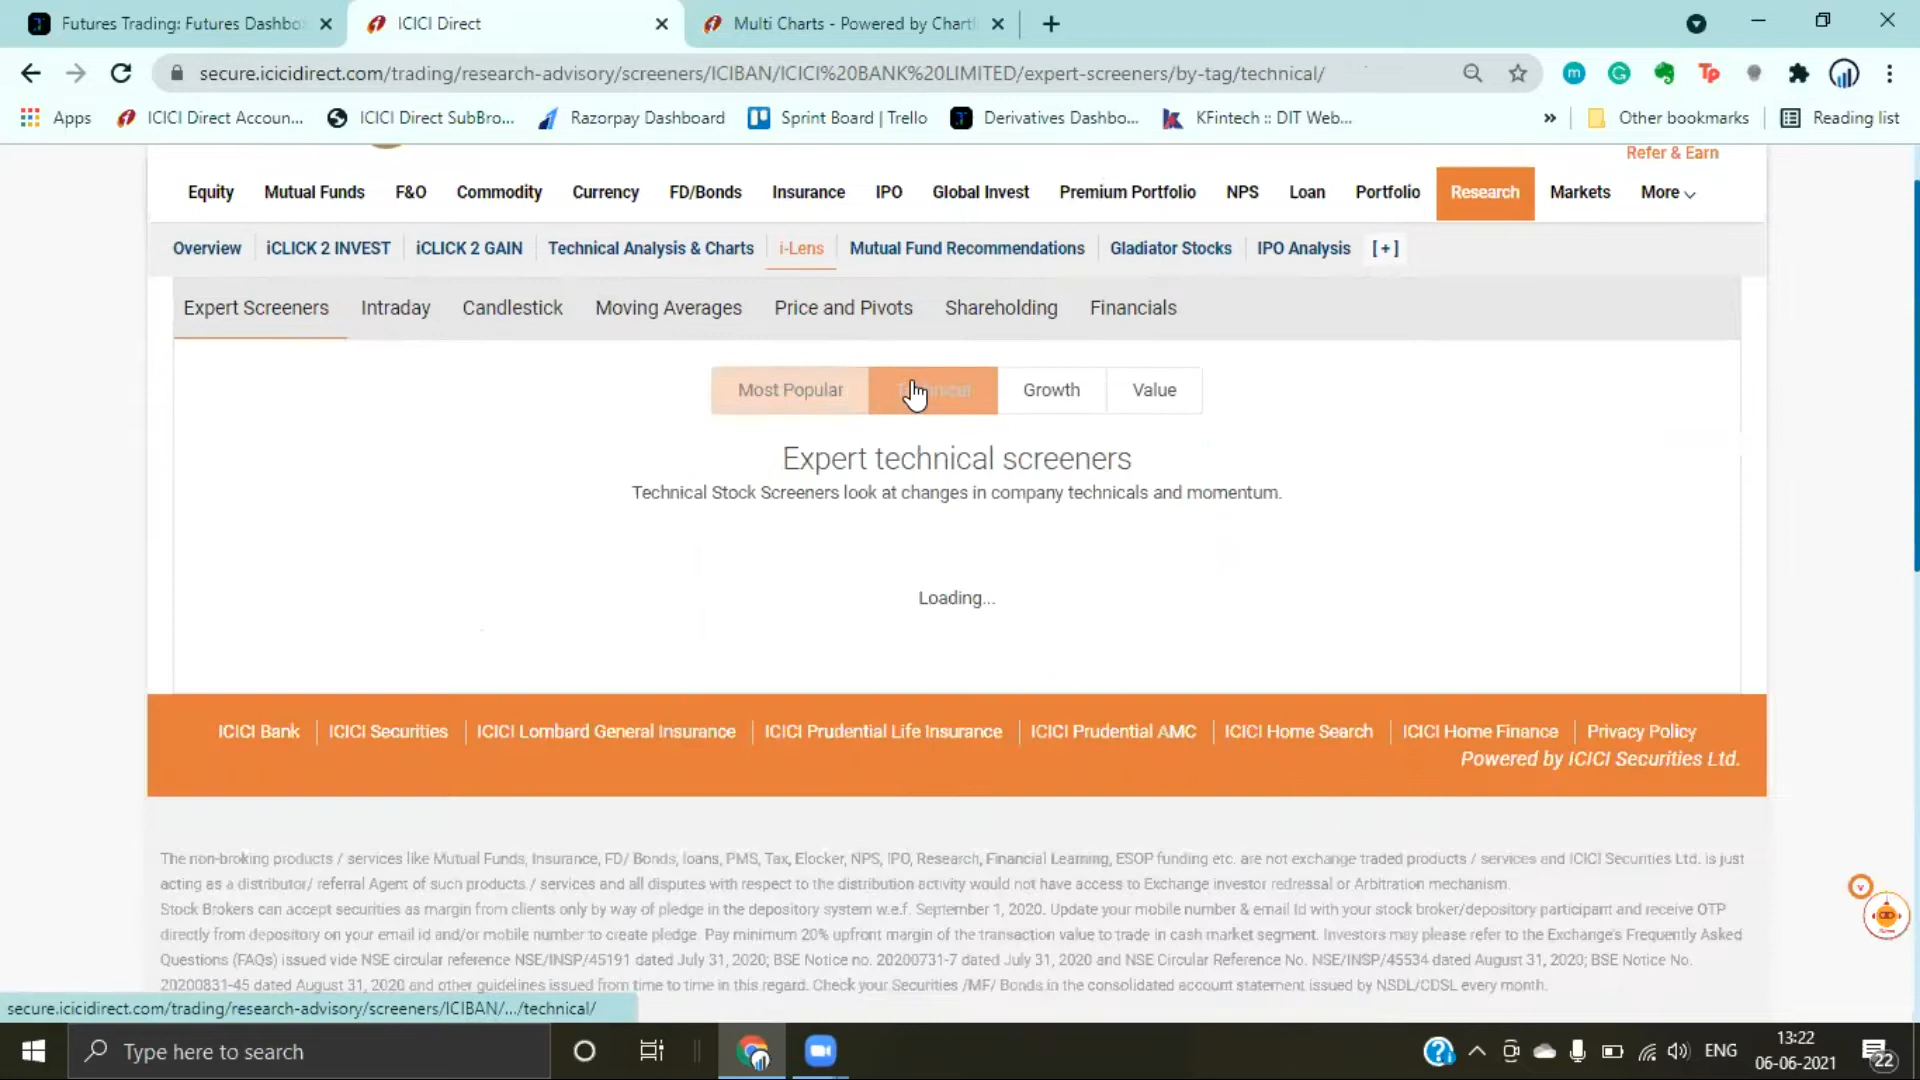 Futures Trading: Futures Dashbo
ICICI Direct
Multi Charts - Powered by Chart
secure.icicidirect.com/trading/research-advisory/screeners/ICIBAN/ICICI%20BANK%20LIMITED/expert-screeners/by-tag/technical/
Apps
ICICI Direct Accoun...
ICICI Direct SubBro...
Razorpay Dashboard
Sprint Board | Trello
Derivatives Dashbo...
KFintech :: DIT Web...
»
Other bookmarks
Reading list
Refer & Earn
Equity Mutual Funds F&O Commodity Currency FD/Bonds Insurance IPO Global Invest Premium Portfolio NPS Loan Portfolio Research Markets More
Overview iCLICK 2 INVEST iCLICK 2 GAIN Technical Analysis & Charts i-Lens Mutual Fund Recommendations Gladiator Stocks IPO Analysis [+]
Expert Screeners Intraday Candlestick Moving Averages Price and Pivots Shareholding Financials
Most Popular Growth Value
Expert technical screeners
Technical Stock Screeners look at changes in company technicals and momentum.
Loading...
ICICI Bank ICICI Securities ICICI Lombard General Insurance ICICI Prudential Life Insurance ICICI Prudential AMC ICICI Home Search ICICI Home Finance Privacy Policy
Powered by ICICI Securities Ltd.
The non-broking products / services like Mutual Funds, Insurance, FD/ Bonds, loans, PMS, Tax, Elocker, NPS, IPO, Research, Financial Learning, ESOP funding etc. are not exchange traded products / services and ICICI Securities Ltd. is just
acting as a distributor/ referral Agent of such products / services and all disputes with respect to the distribution activity would not have access to Exchange investor redressal or Arbitration mechanism.
Stock Brokers can accept securities as margin from clients only by way of pledge in the depository system w.e.f. September 1, 2020. Update your mobile number & email Id with your stock broker/depository participant and receive OTP
directly from depository on your email id and/or mobile number to create pledge. Pay minimum 20% upfront margin of the transaction value to trade in cash market segment. Investors may please refer to the Exchange's Frequently Asked
Questions (FAQs) issued vide NSE circular reference NSE/INSP/45191 dated July 31, 2020; BSE Notice no. 20200731-7 dated July 31, 2020 and NSE Circular Reference No. NSE/INSP/45534 dated August 31, 2020; BSE Notice No.
20200831-45 dated August 31, 2020 and other guidelines issued from time to time in this regard. Check your Securities /MF/ Bonds in the consolidated account statement issued by NSDL/CDSL every month.
secure.icicidirect.com/trading/research-advisory/screeners/ICIBAN/.../technical/
Type here to search
ENG
13:22
06-06-2021
22